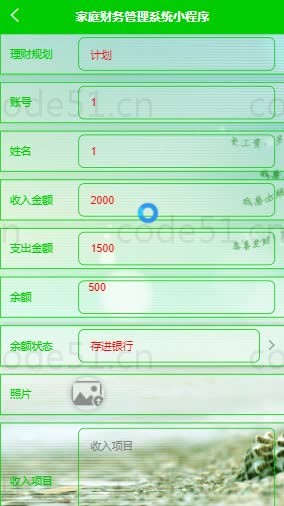 家庭财务管理系统小程序
理财规划 计划
账号 1
code51.cn
姓名 1
收入金额 2000
支出金额 1500
code51.cn
余额 500
余额状态 存进银行
code51.cn
照片
收入项目 收入项目